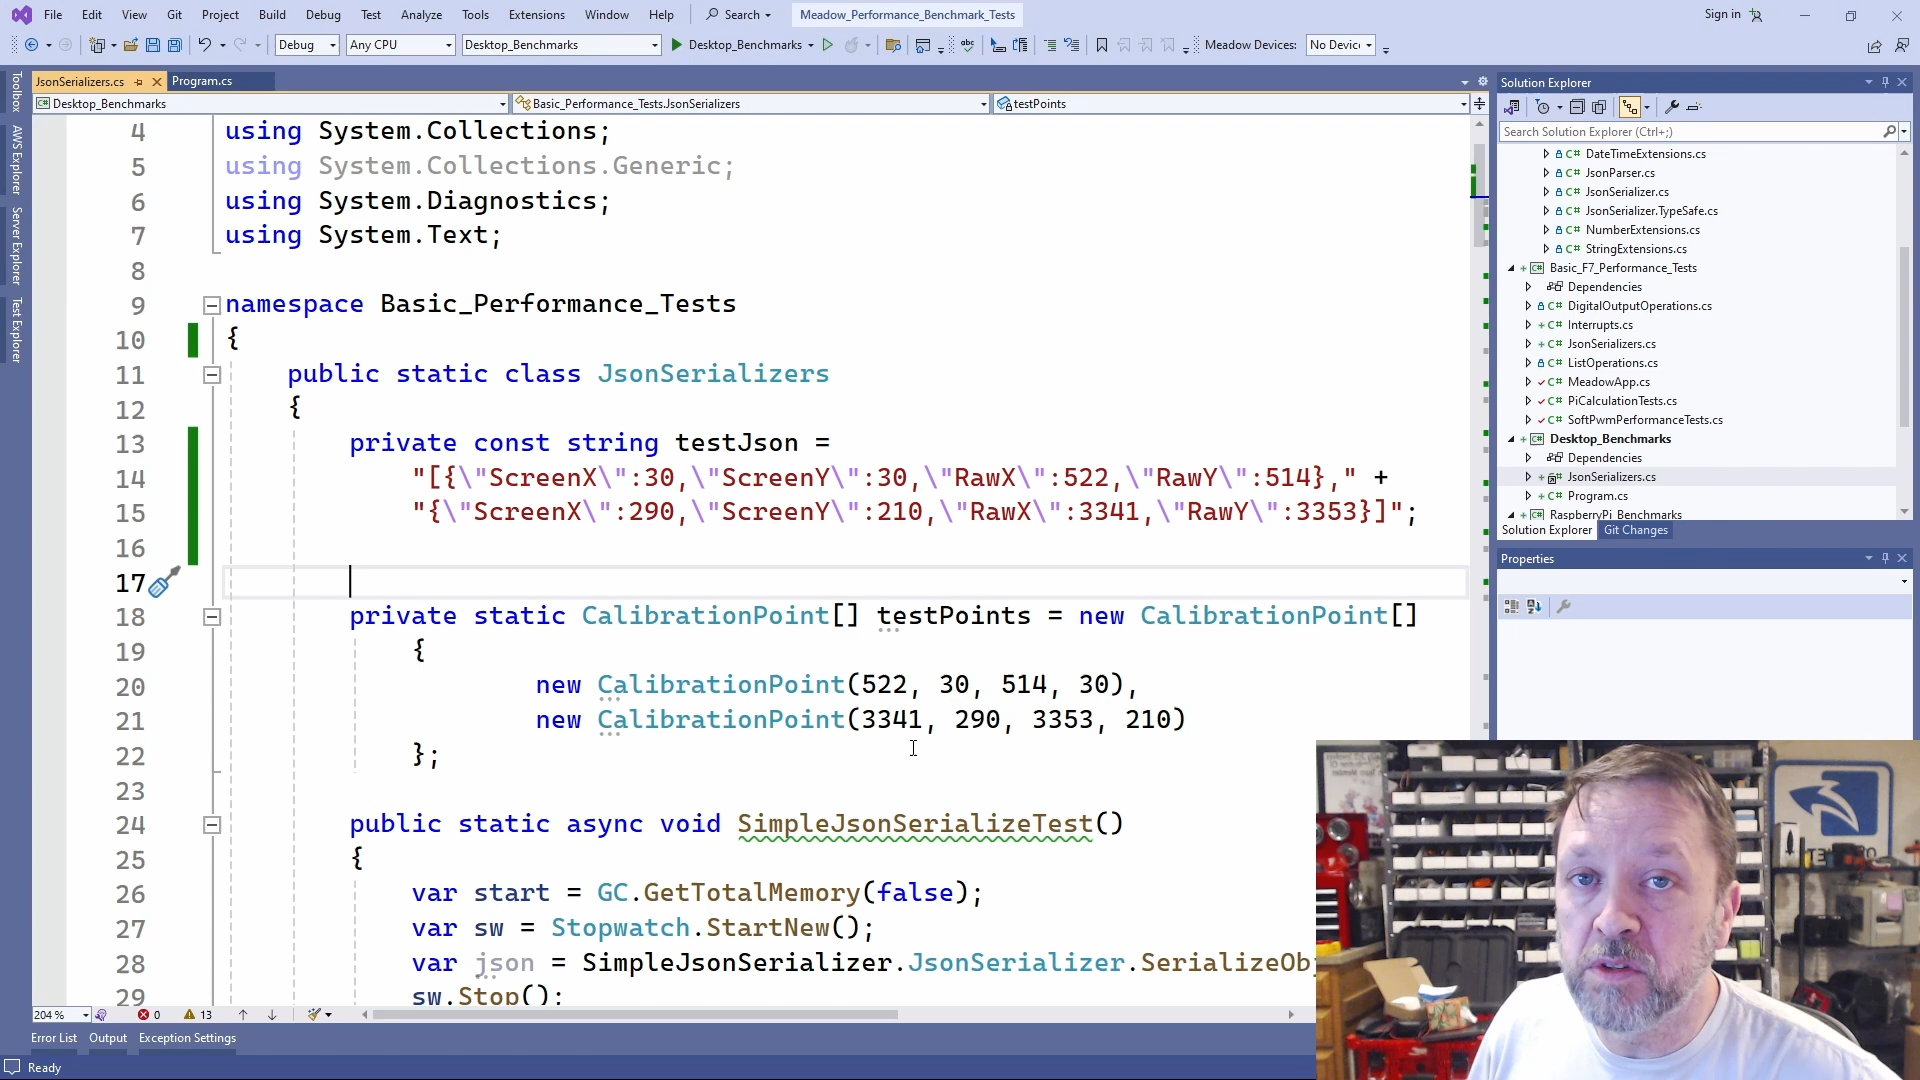 File Edit View Git Project Build Debug Test Analyze Tools Extensions Window Help Search Meadow_Performance_Benchmark_Tests Sign in
Debug Any CPU Desktop_Benchmarks Desktop_Benchmarks Meadow Devices: No Device
JsonSerializers.cs Program.cs
Desktop_Benchmarks Basic_Performance_Tests.JsonSerializers testPoints
Toolbox
AWS Explorer
Server Explorer
Test Explorer
4 using System.Collections;
5 using System.Collections.Generic;
6 using System.Diagnostics;
7 using System.Text;
8
9 namespace Basic_Performance_Tests
10 {
11 public static class JsonSerializers
12 {
13 private const string testJson =
14 "[{\"ScreenX\":30,\"ScreenY\":30,\"RawX\":522,\"RawY\":514}," +
15 "{\"ScreenX\":290,\"ScreenY\":210,\"RawX\":3341,\"RawY\":3353}]";
16
17
18 private static CalibrationPoint[] testPoints = new CalibrationPoint[]
19 {
20 new CalibrationPoint(522, 30, 514, 30),
21 new CalibrationPoint(3341, 290, 3353, 210)
22 };
23
24 public static async void SimpleJsonSerializeTest()
25 {
26 var start = GC.GetTotalMemory(false);
27 var sw = Stopwatch.StartNew();
28 var json = SimpleJsonSerializer.JsonSerializer.SerializeObj
29 sw.Stop();
204 % 0 13
Error List Output Exception Settings
Ready
Solution Explorer
Search Solution Explorer (Ctrl+;)
C# DateTimeExtensions.cs
C# JsonParser.cs
C# JsonSerializer.cs
C# JsonSerializer.TypeSafe.cs
C# NumberExtensions.cs
C# StringExtensions.cs
Basic_F7_Performance_Tests
Dependencies
C# DigitalOutputOperations.cs
C# Interrupts.cs
C# JsonSerializers.cs
C# ListOperations.cs
C# MeadowApp.cs
C# PiCalculationTests.cs
C# SoftPwmPerformanceTests.cs
Desktop_Benchmarks
Dependencies
C# JsonSerializers.cs
C# Program.cs
RaspberryPi_Benchmarks
Solution Explorer Git Changes
Properties